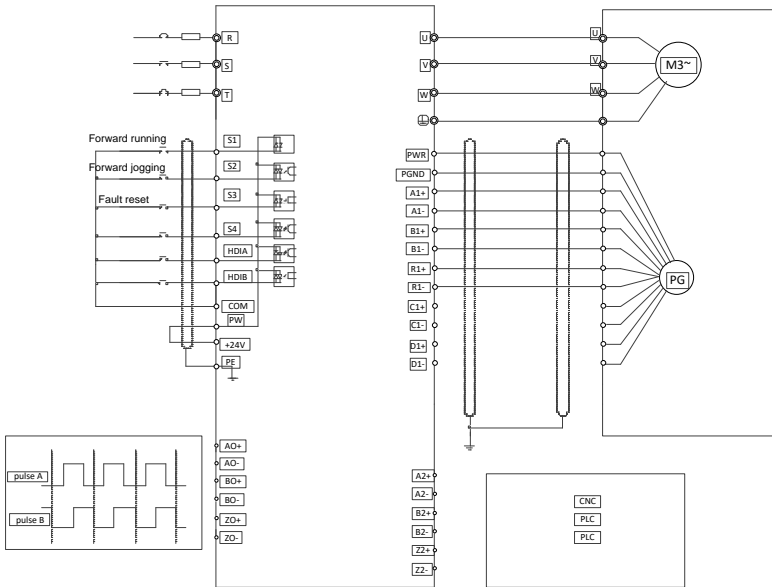 R
S
T
U
V
W
U
V
W
M3~
Forward running
Forward jogging
Fault reset
S1
S2
S3
S4
HDIA
HDIB
COM
PW
+24V
PE
PWR
PGND
A1+
A1-
B1+
B1-
R1+
R1-
C1+
C1-
D1+
D1-
PG
pulse A
pulse B
AO+
AO-
BO+
BO-
ZO+
ZO-
A2+
A2-
B2+
B2-
Z2+
Z2-
CNC
PLC
PLC